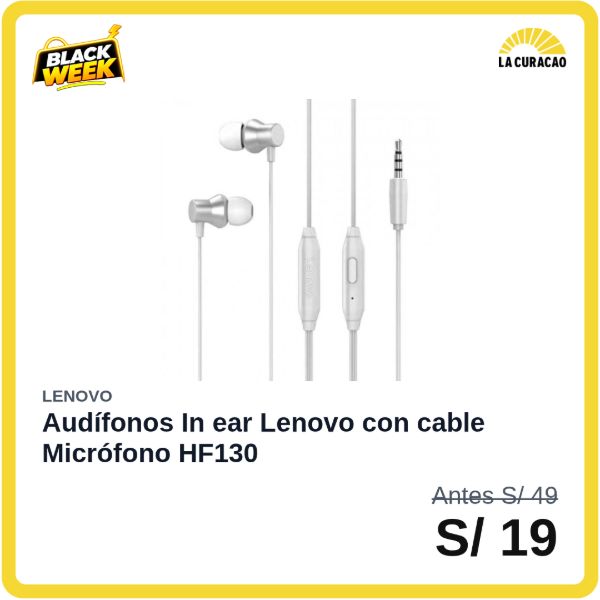 BLACK
WEEK
LA CURACAO
LENOVO
Audífonos In ear Lenovo con cable
Micrófono HF130
Antes S/ 49
S/ 19